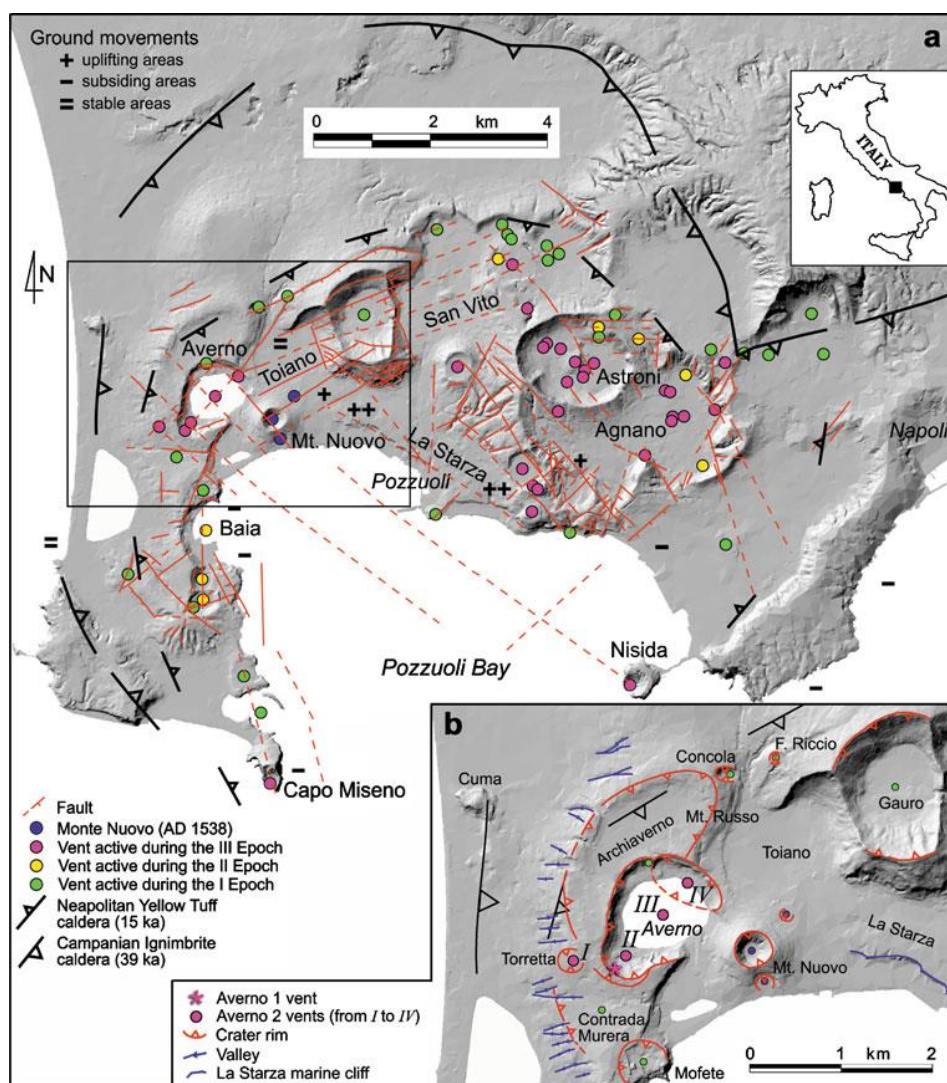 a
Ground movements
+ uplifting areas
- subsiding areas
= stable areas
0 2 km 4
ITALY
N
San Vito
Averno
Toiano
Astroni
Agnano
Mt. Nuovo
La Starza
Pozzuoli
Napoli
Baia
Nisida
Pozzuoli Bay
Capo Miseno
Fault
Monte Nuovo (AD 1538)
Vent active during the III Epoch
Vent active during the II Epoch
Vent active during the I Epoch
Neapolitan Yellow Tuff
caldera (15 ka)
Campanian Ignimbrite
caldera (39 ka)
b
Concola
F. Riccio
Cuma
Gauro
Mt. Russo
Archiaverno
Toiano
IV
III
Averno
II
I
Torretta
La Starza
Mt. Nuovo
Contrada
Murera
Mofete
0 1 km 2
Averno 1 vent
Averno 2 vents (from I to IV)
Crater rim
Valley
La Starza marine cliff